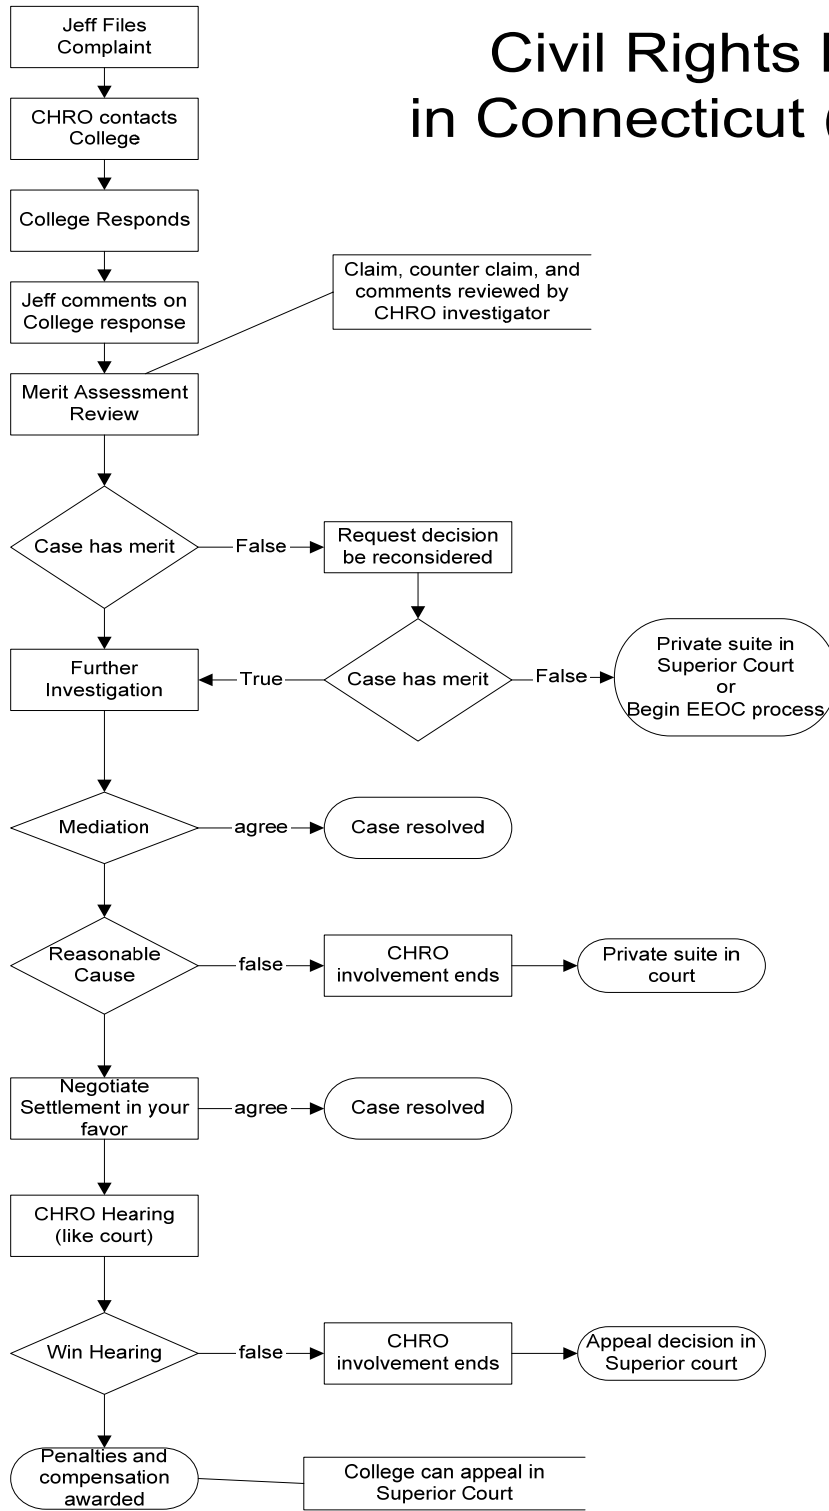 Civil Rights
in Connecticut (
Jeff Files
Complaint
CHRO contacts
College
College Responds
Jeff comments on
College response
Claim, counter claim, and
comments reviewed by
CHRO investigator
Merit Assessment
Review
Case has merit
False
Request decision
be reconsidered
Further
Investigation
True
Case has merit
False
Private suite in
Superior Court
or
Begin EEOC process
Mediation
agree
Case resolved
Reasonable
Cause
false
CHRO
involvement ends
Private suite in
court
Negotiate
Settlement in your
favor
agree
Case resolved
CHRO Hearing
(like court)
Win Hearing
false
CHRO
involvement ends
Appeal decision in
Superior court
Penalties and
compensation
awarded
College can appeal in
Superior Court